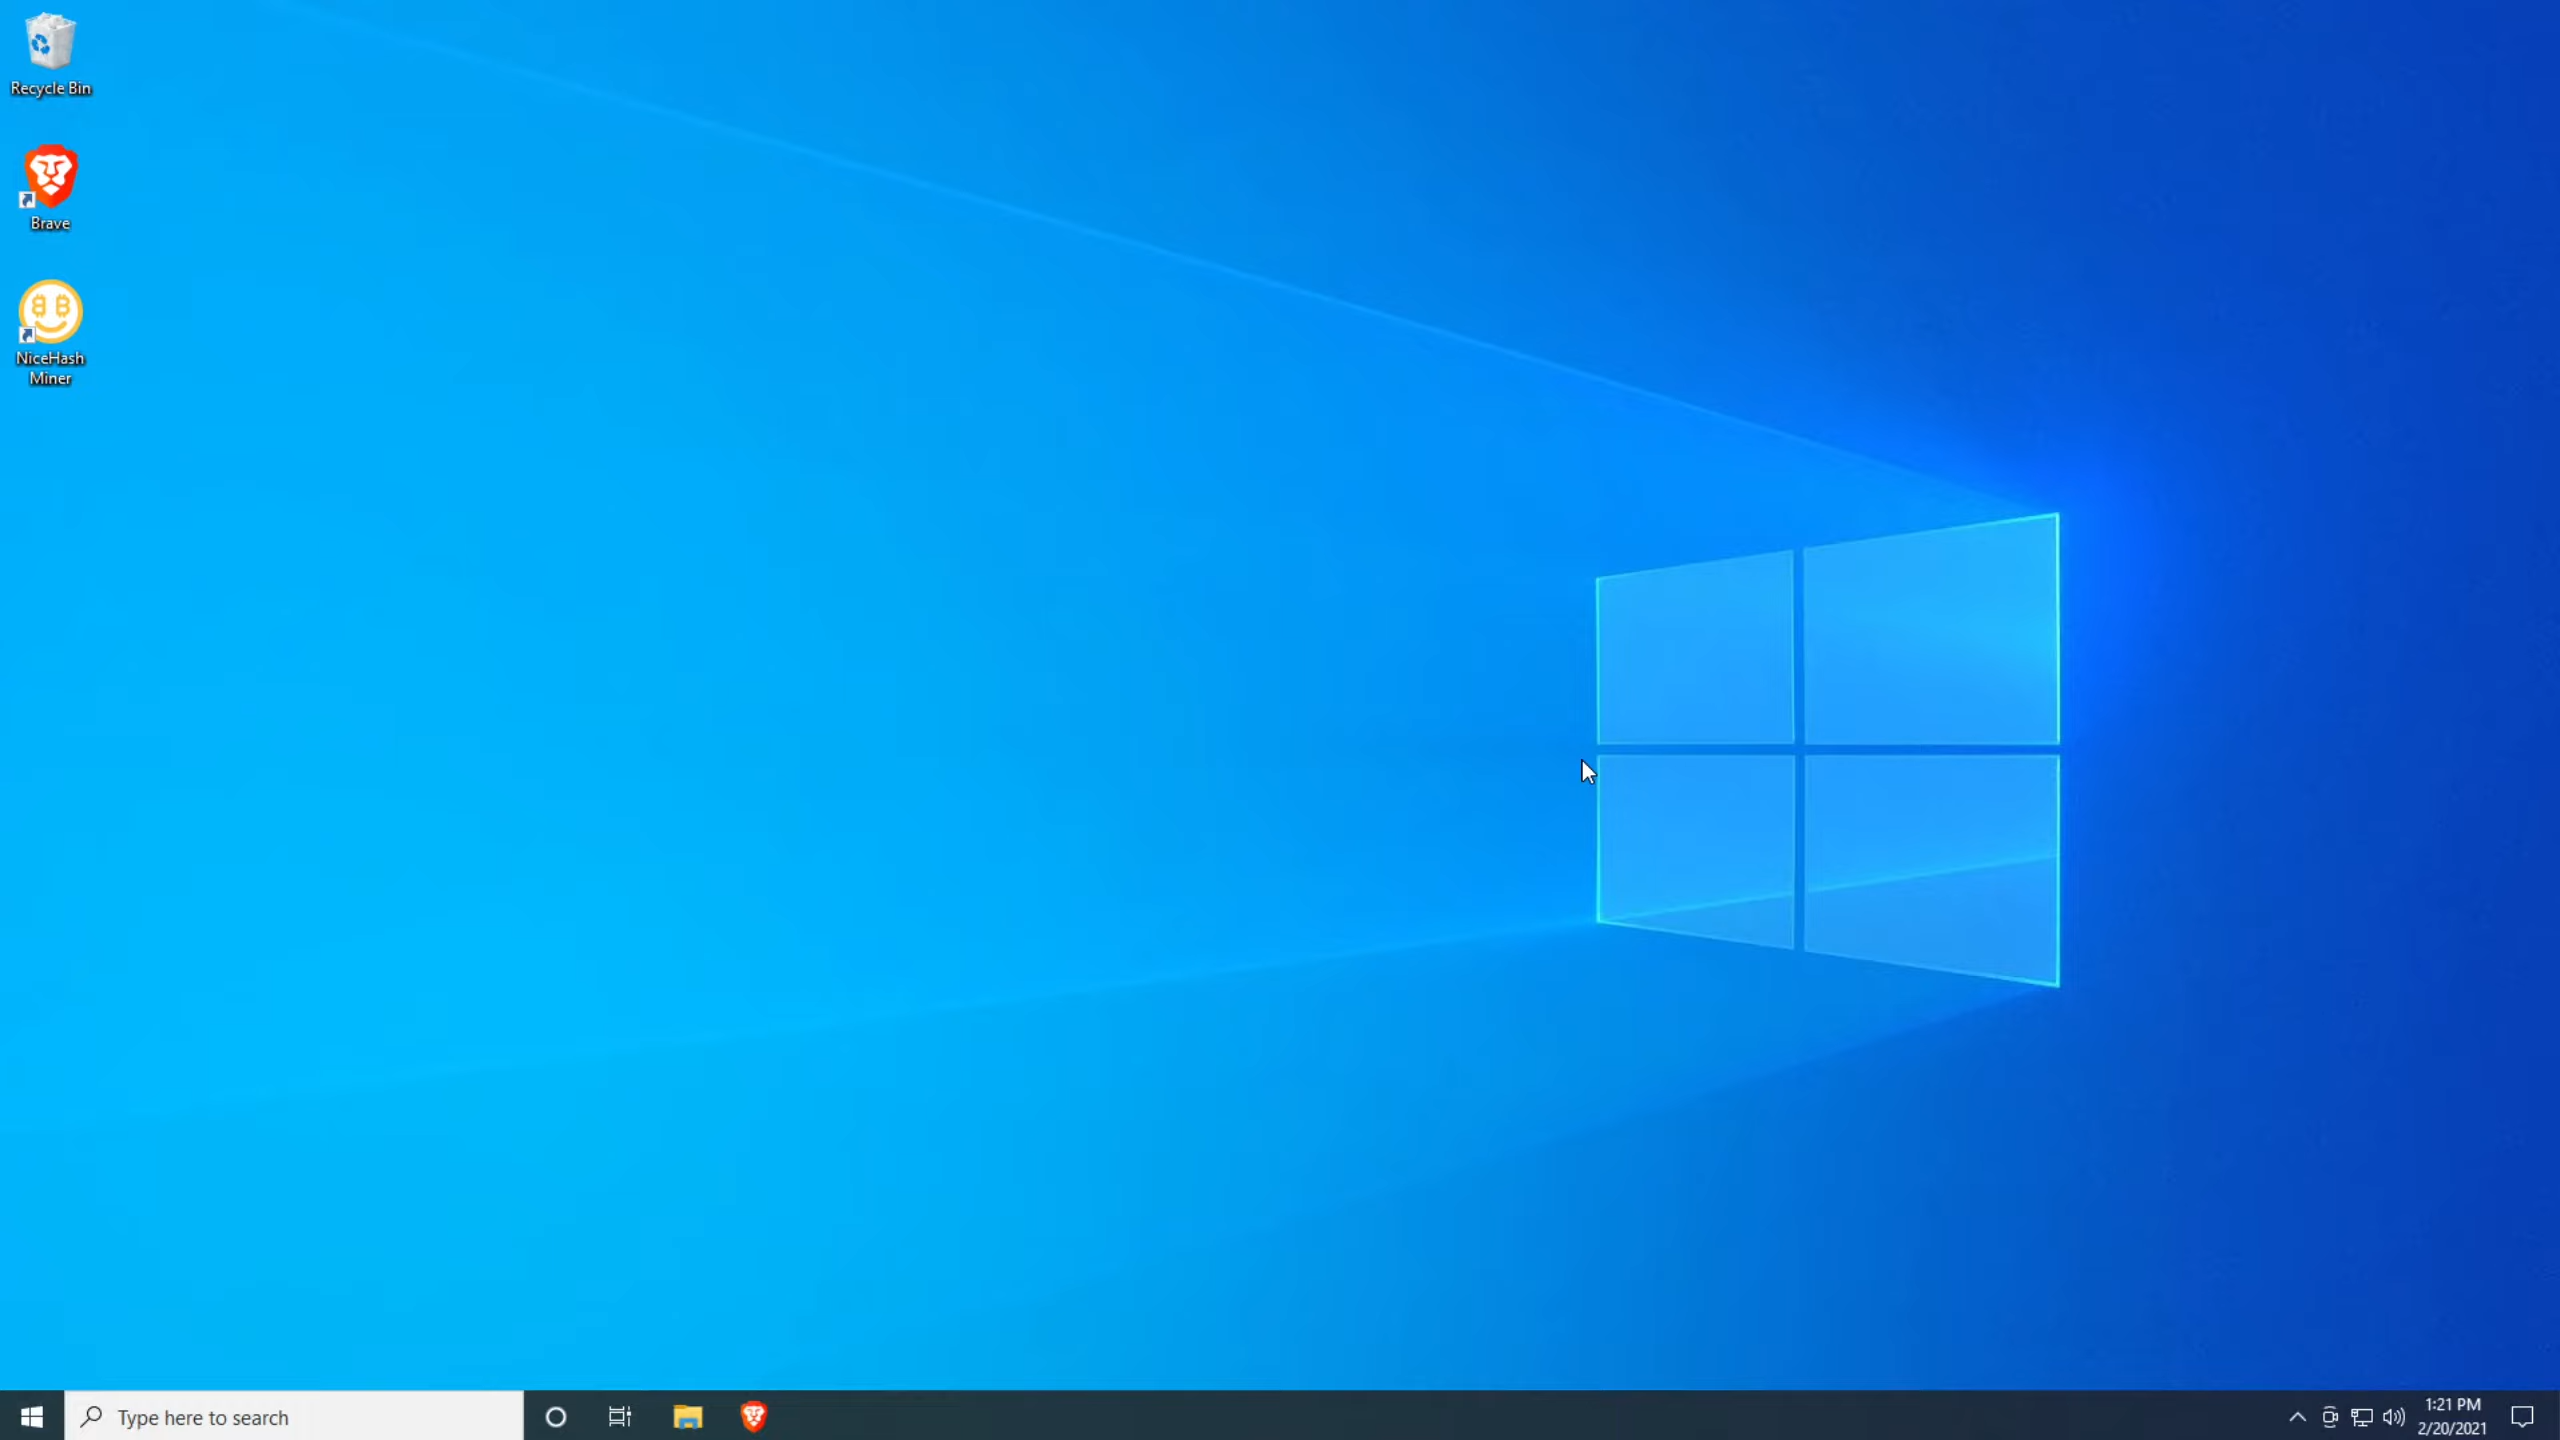 Recycle Bin
Brave
NiceHash
Miner
Type here to search
1:21 PM
2/20/2021